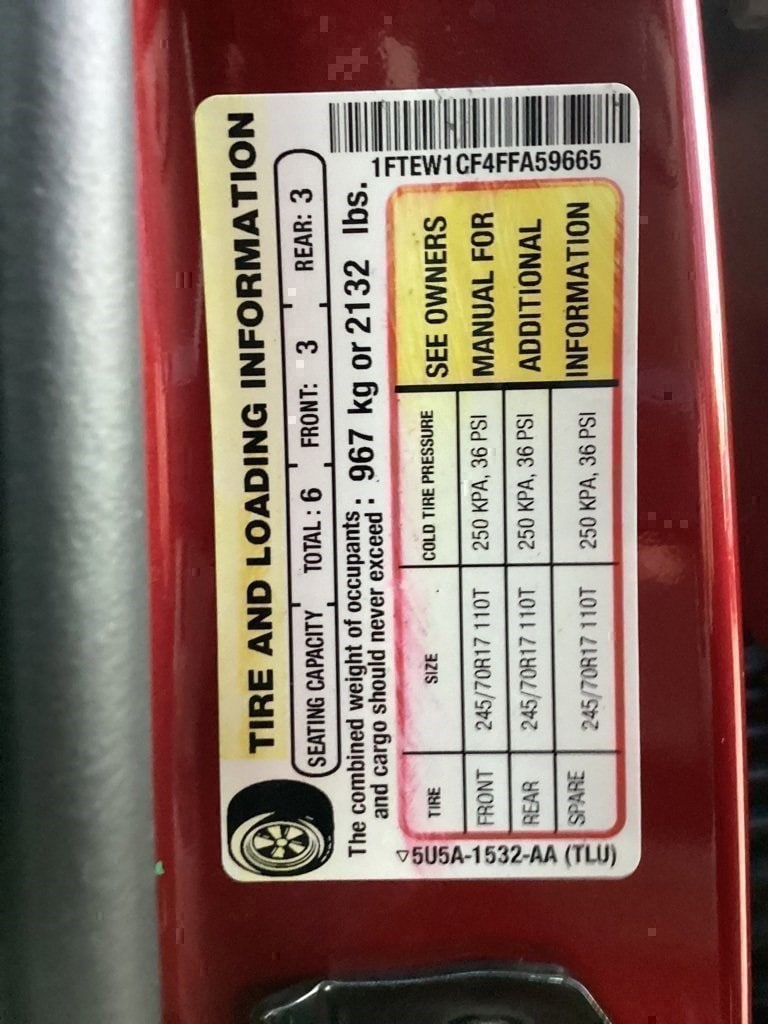 TIRE AND LOADING INFORMATION
SEATING CAPACITY TOTAL : 6 FRONT: 3 REAR: 3
The combined weight of occupants
and cargo should never exceed : 967 kg or 2132 lbs.
TIRE SIZE COLD TIRE PRESSURE
FRONT 245/70R17 110T 250 KPA, 36 PSI
REAR 245/70R17 110T 250 KPA, 36 PSI
SPARE 245/70R17 110T 250 KPA, 36 PSI
SEE OWNERS
MANUAL FOR
ADDITIONAL
INFORMATION
5U5A-1532-AA (TLU)
1FTEW1CF4FFA59665